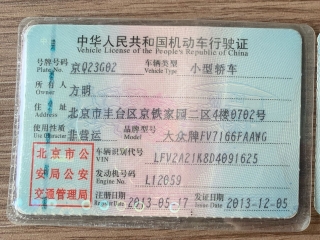 中华人民共和国机动车行驶证
Vehicle License of the People's Republic of China
号牌号码 京Q23G02 车辆类型 小型轿车
Plate No. Vehicle Type
所有人 方明
Owner
住址 北京市丰台区京铁家园二区4楼0702号
Address
使用性质 非营运 品牌型号 大众牌FV7166FAAWG
Use Character Model
北京市公 车辆识别代号 LFV2A21K8D4091625
VIN
安局公安 发动机号码 L12059
Engine No.
交通管理局 注册日期 2013-05-17 发证日期 2013-12-05
Register Date Issue Date